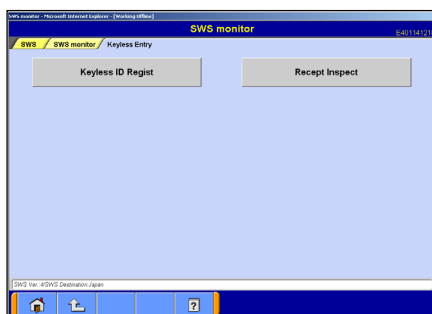 SWS monitor - Microsoft Internet Explorer - [Working Offline]
SWS monitor
E401141218
SWS SWS monitor Keyless Entry
Keyless ID Regist Recept Inspect
SWS Ver.:4/SWS Destination:Japan
?